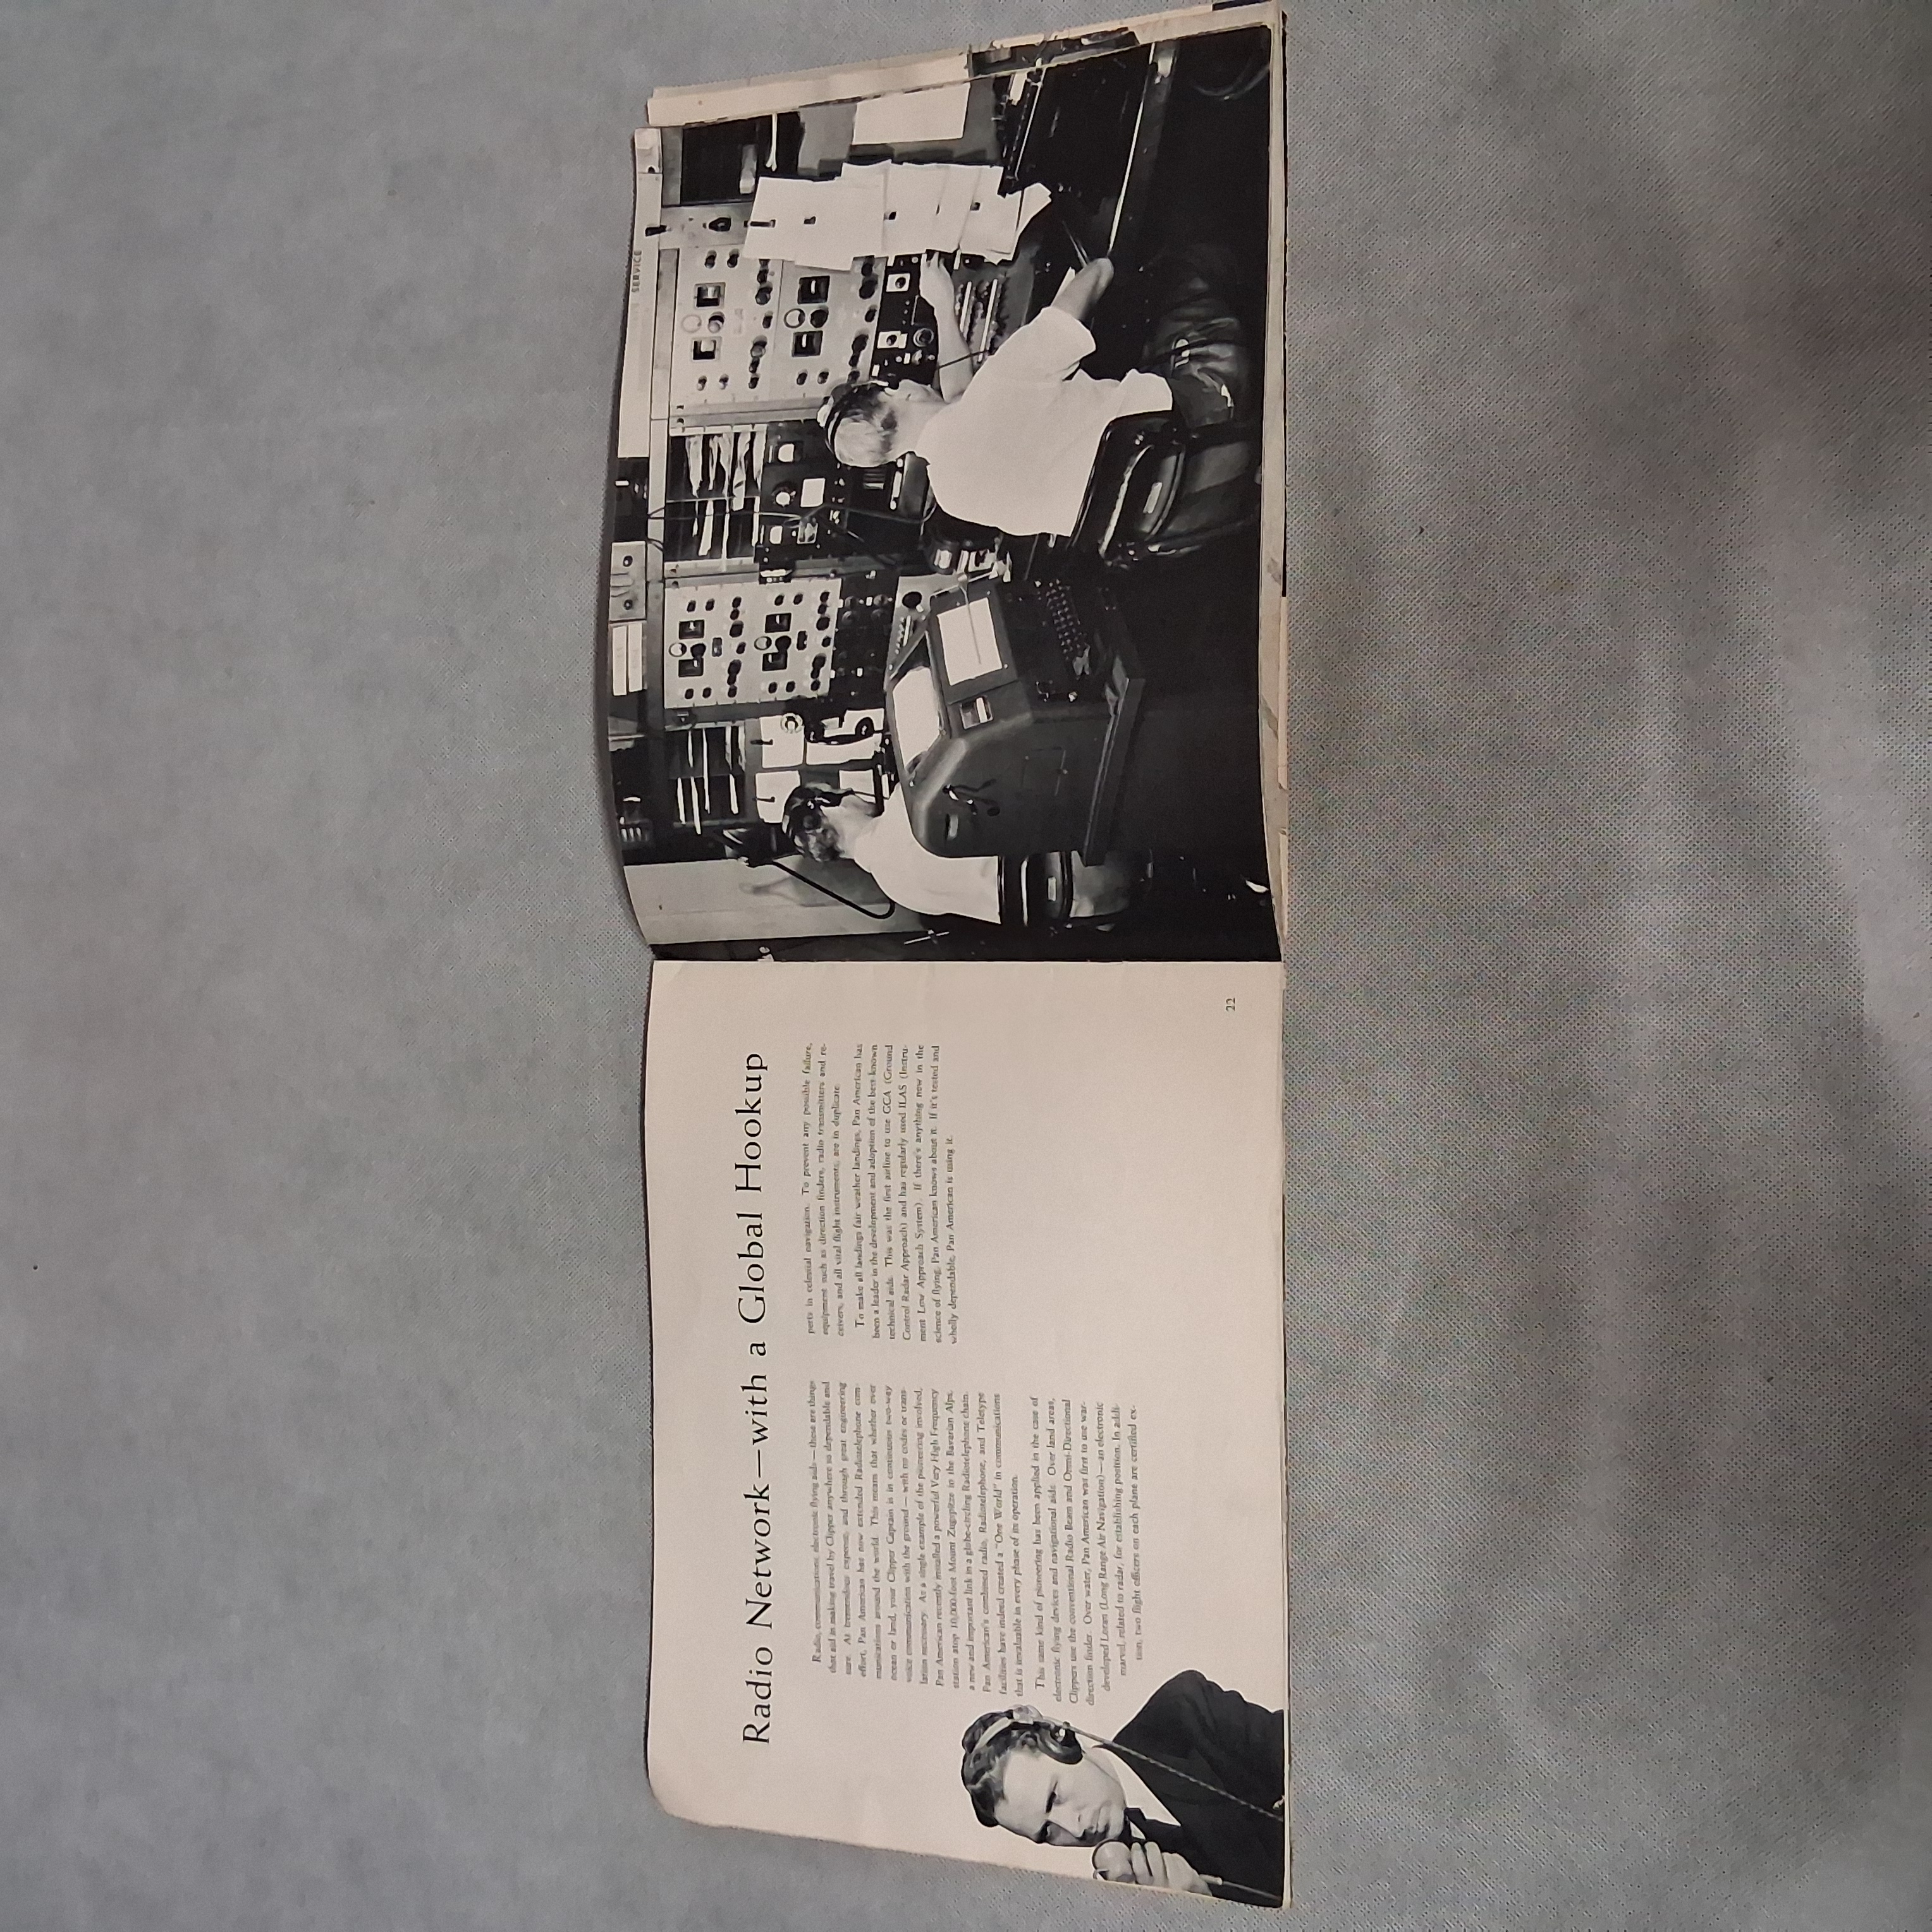 Radio Network—with a Global Hookup
Radio, communications, electronic flying aids—these are things
that aid in making travel by Clipper anywhere so dependable and
sure. At tremendous expense, and through great engineering
effort, Pan American has now extended Radiotelephone com-
munications around the world. This means that whether over
ocean or land, your Clipper Captain is in continuous two-way
voice communication with the ground—with no codes or trans-
lation necessary. As a single example of the pioneering involved,
Pan American recently installed a powerful Very High Frequency
station atop 10,000-foot Mount Zugspitze in the Bavarian Alps,
a new and important link in a globe-circling Radiotelephone chain.
Pan American's combined radio, Radiotelephone, and Teletype
facilities have indeed created a "One World" in communications
that is invaluable in every phase of its operation.
This same kind of pioneering has been applied in the case of
electronic flying devices and navigational aids. Over land areas,
Clippers use the conventional Radio Beam and Omni-Directional
direction finder. Over water, Pan American was first to use war-
developed Loran (Long Range Air Navigation)—an electronic
marvel, related to radar, for establishing position. In addi-
tion, two flight officers on each plane are certified ex-
perts in celestial navigation. To prevent any possible failure,
equipment such as direction finders, radio transmitters and re-
ceivers, and all vital flight instruments, are in duplicate.
To make all landings fair weather landings, Pan American has
been a leader in the development and adoption of the best known
technical aids. This was the first airline to use GCA (Ground
Control Radar Approach) and has regularly used ILAS (Instru-
ment Low Approach System). If there's anything new in the
science of flying, Pan American knows about it. If it's tested and
wholly dependable, Pan American is using it.
22
SERVICE